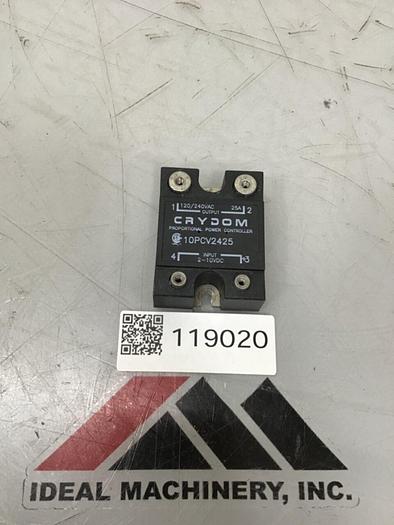 1 120/240VAC 25A 2
OUTPUT
CRYDOM
PROPORTIONAL POWER CONTROLLER
10PCV2425
4 INPUT +3
2-10VDC
119020
IDEAL MACHINERY, INC.